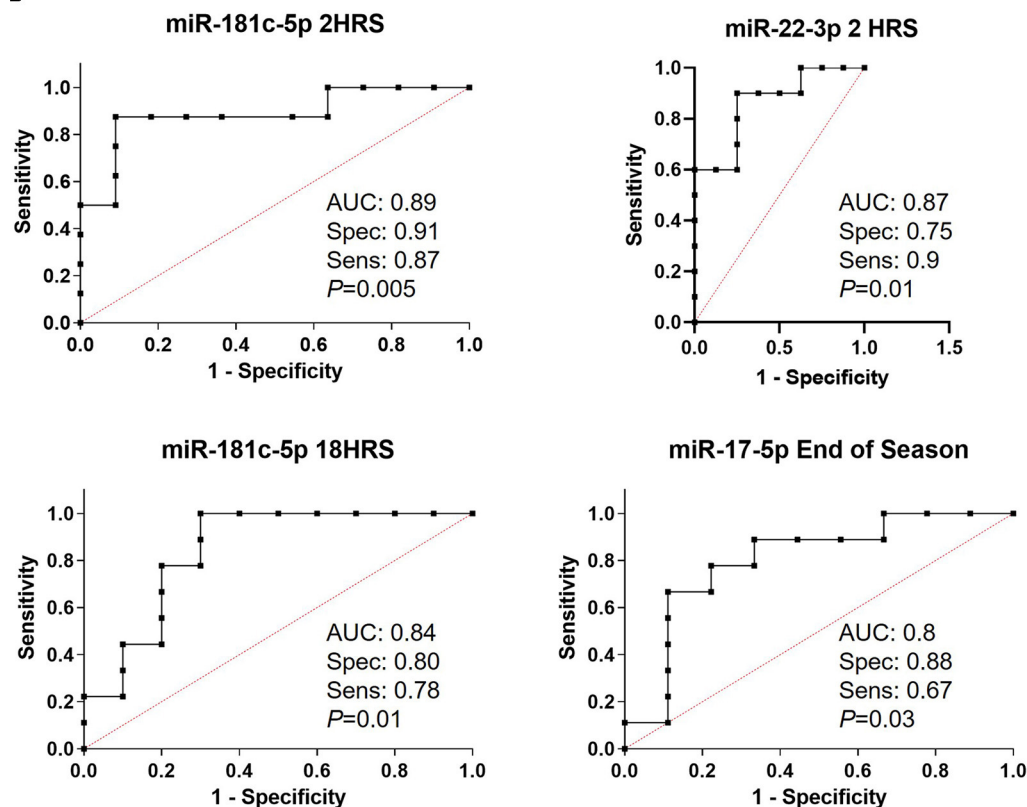 miR-181c-5p 2HRS
Sensitivity
1.0
0.8
0.6
0.4
0.2
0.0
AUC: 0.89
Spec: 0.91
Sens: 0.87
P=0.005
0.0 0.2 0.4 0.6 0.8 1.0
1 - Specificity
miR-22-3p 2 HRS
Sensitivity
1.0
0.8
0.6
0.4
0.2
0.0
AUC: 0.87
Spec: 0.75
Sens: 0.9
P=0.01
0.0 0.5 1.0 1.5
1 - Specificity
miR-181c-5p 18HRS
Sensitivity
1.0
0.8
0.6
0.4
0.2
0.0
AUC: 0.84
Spec: 0.80
Sens: 0.78
P=0.01
0.0 0.2 0.4 0.6 0.8 1.0
1 - Specificity
miR-17-5p End of Season
Sensitivity
1.0
0.8
0.6
0.4
0.2
0.0
AUC: 0.8
Spec: 0.88
Sens: 0.67
P=0.03
0.0 0.2 0.4 0.6 0.8 1.0
1 - Specificity